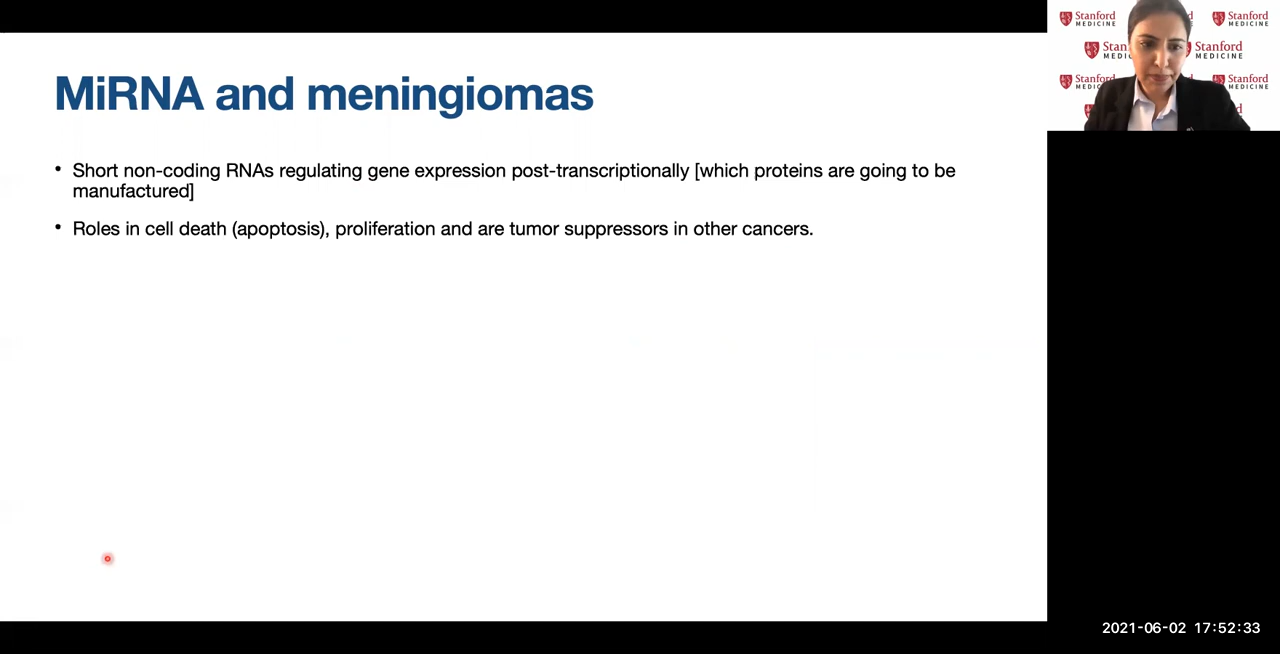 MiRNA and meningiomas
• Short non-coding RNAs regulating gene expression post-transcriptionally [which proteins are going to be
manufactured]
• Roles in cell death (apoptosis), proliferation and are tumor suppressors in other cancers.
Stanford
MEDICINE
Stanford
MEDICINE
Stanford
MEDICINE
Stanford
MEDICINE
Stanford
MEDICINE
2021-06-02 17:52:33